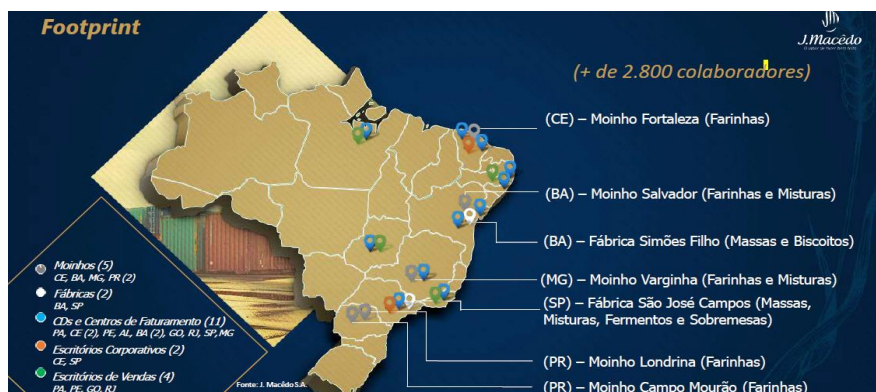 Footprint
J.Macêdo
(+ de 2.800 colaboradores)
(CE) – Moinho Fortaleza (Farinhas)
(BA) – Moinho Salvador (Farinhas e Misturas)
(BA) – Fábrica Simões Filho (Massas e Biscoitos)
(MG) – Moinho Varginha (Farinhas e Misturas)
(SP) – Fábrica São José Campos (Massas,
Misturas, Fermentos e Sobremesas)
(PR) – Moinho Londrina (Farinhas)
(PR) – Moinho Campo Mourão (Farinhas)
Moinhos (5)
CE, BA, MG, PR (2)
Fábricas (2)
BA, SP
CDs e Centros de Faturamento (11)
PA, CE (2), PE, AL, BA (2), GO, RJ, SP, MG
Escritórios Corporativos (2)
CE, SP
Escritórios de Vendas (4)
PA, PE, GO, RJ
Fonte: J. Macêdo S.A.